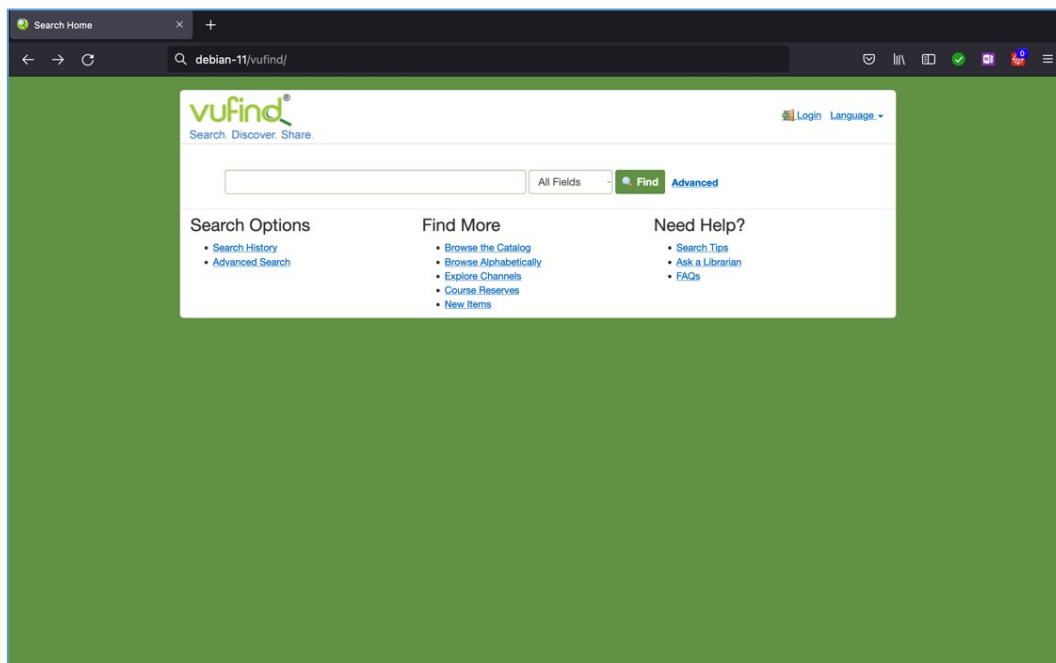 Search Home
debian-11/vufind/
0
vufind®
Search. Discover. Share.
Login Language
All Fields Find Advanced
Search Options
• Search History
• Advanced Search
Find More
• Browse the Catalog
• Browse Alphabetically
• Explore Channels
• Course Reserves
• New Items
Need Help?
• Search Tips
• Ask a Librarian
• FAQs